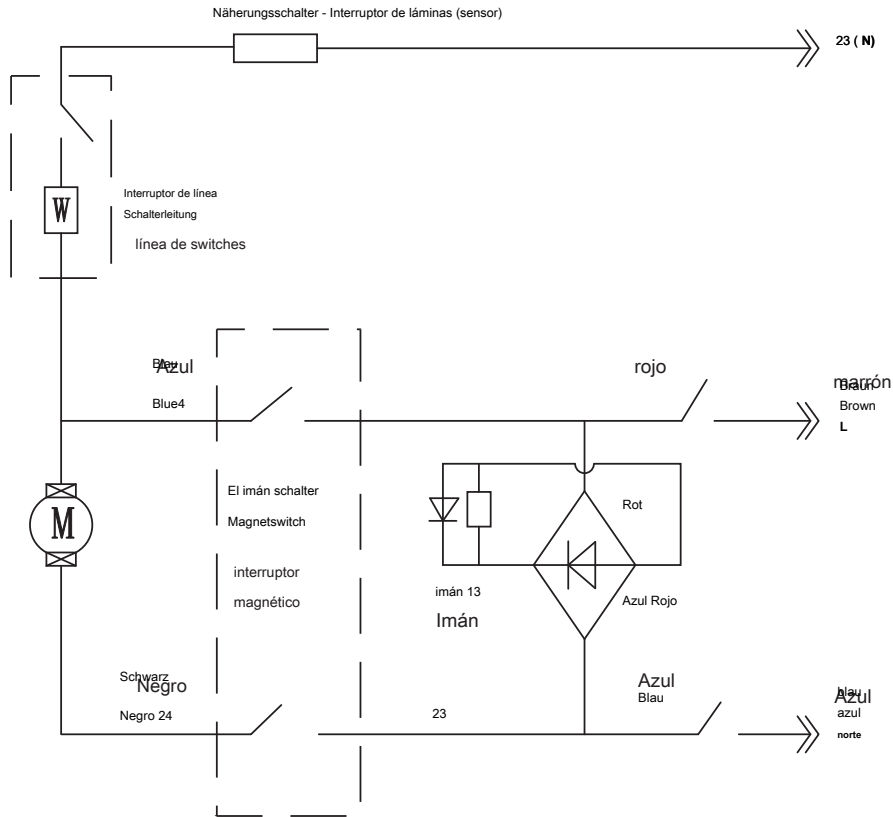 Näherungsschalter - Interruptor de láminas (sensor)
23 ( N)
W
Interruptor de línea
Schalterleitung
línea de switches
Blau
Azul
Blue4
rojo
marrón
Braun
Brown
L
El imán schalter
Magnetswitch
Rot
M
interruptor
magnético
imán 13
Imán
Azul Rojo
Schwarz
Negro
Negro 24
23
Azul
Blau
blau
Azul
azul
norte